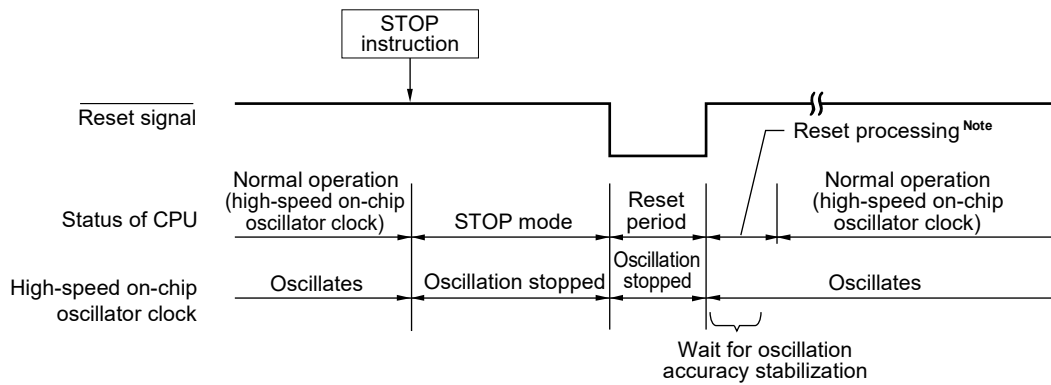 STOP
instruction
Reset signal
Reset processing Note
Status of CPU
Normal operation
(high-speed on-chip
oscillator clock)
STOP mode
Reset
period
Normal operation
(high-speed on-chip
oscillator clock)
High-speed on-chip
oscillator clock
Oscillates
Oscillation stopped
Oscillation
stopped
Oscillates
Wait for oscillation
accuracy stabilization